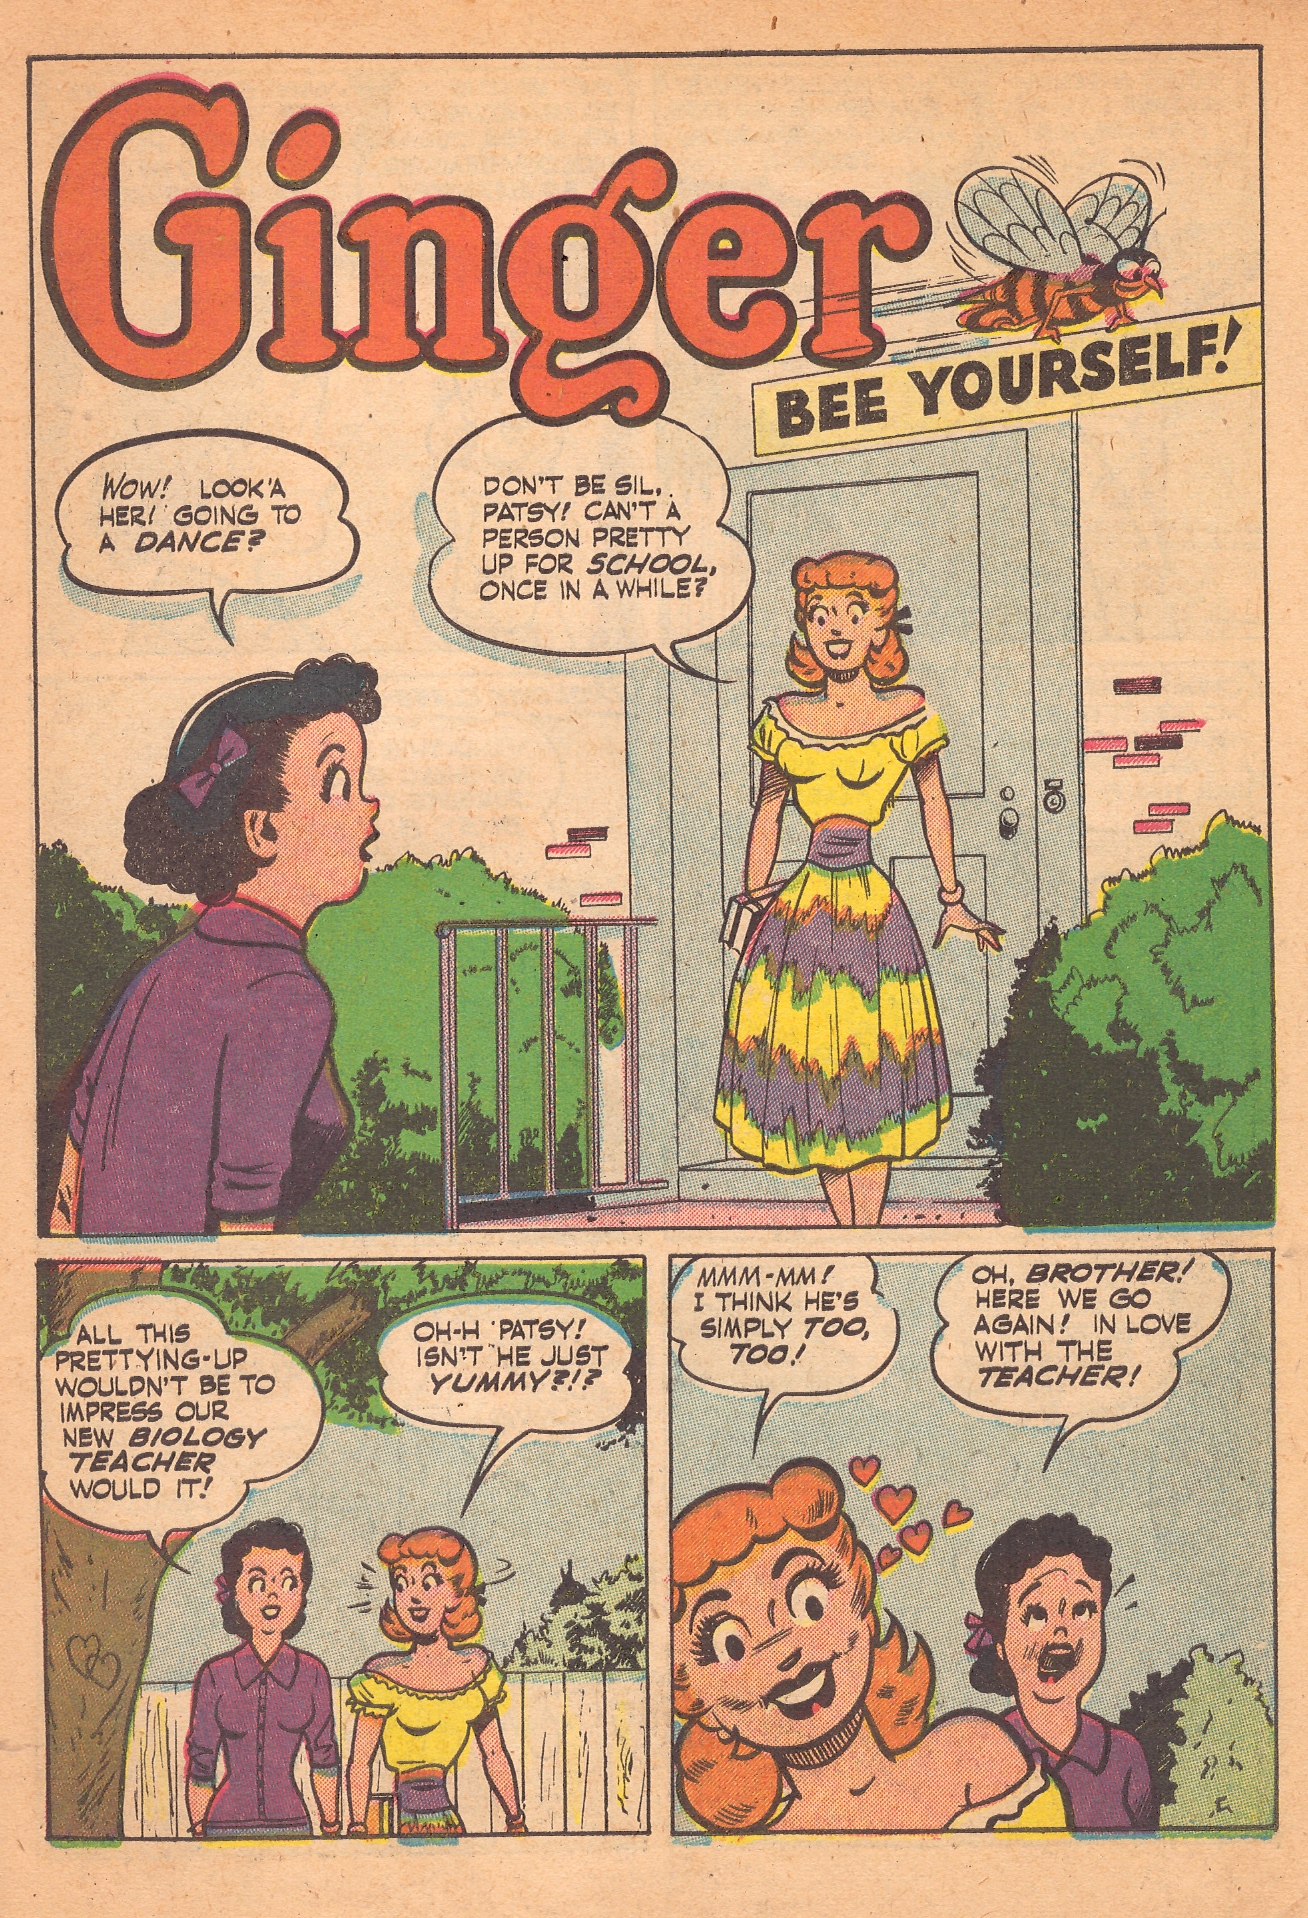 Ginger
BEE YOURSELF!
WOW! LOOK'A
HER! GOING TO
A DANCE?
DON'T BE SIL,
PATSY! CAN'T A
PERSON PRETTY
UP FOR SCHOOL,
ONCE IN A WHILE?
ALL THIS
PRETTYING-UP
WOULDN'T BE TO
IMPRESS OUR
NEW BIOLOGY
TEACHER
WOULD IT!
OH-H PATSY!
ISN'T HE JUST
YUMMY?!?
MMM-MM!
I THINK HE'S
SIMPLY TOO,
TOO!
OH, BROTHER!
HERE WE GO
AGAIN! IN LOVE
WITH THE
TEACHER!